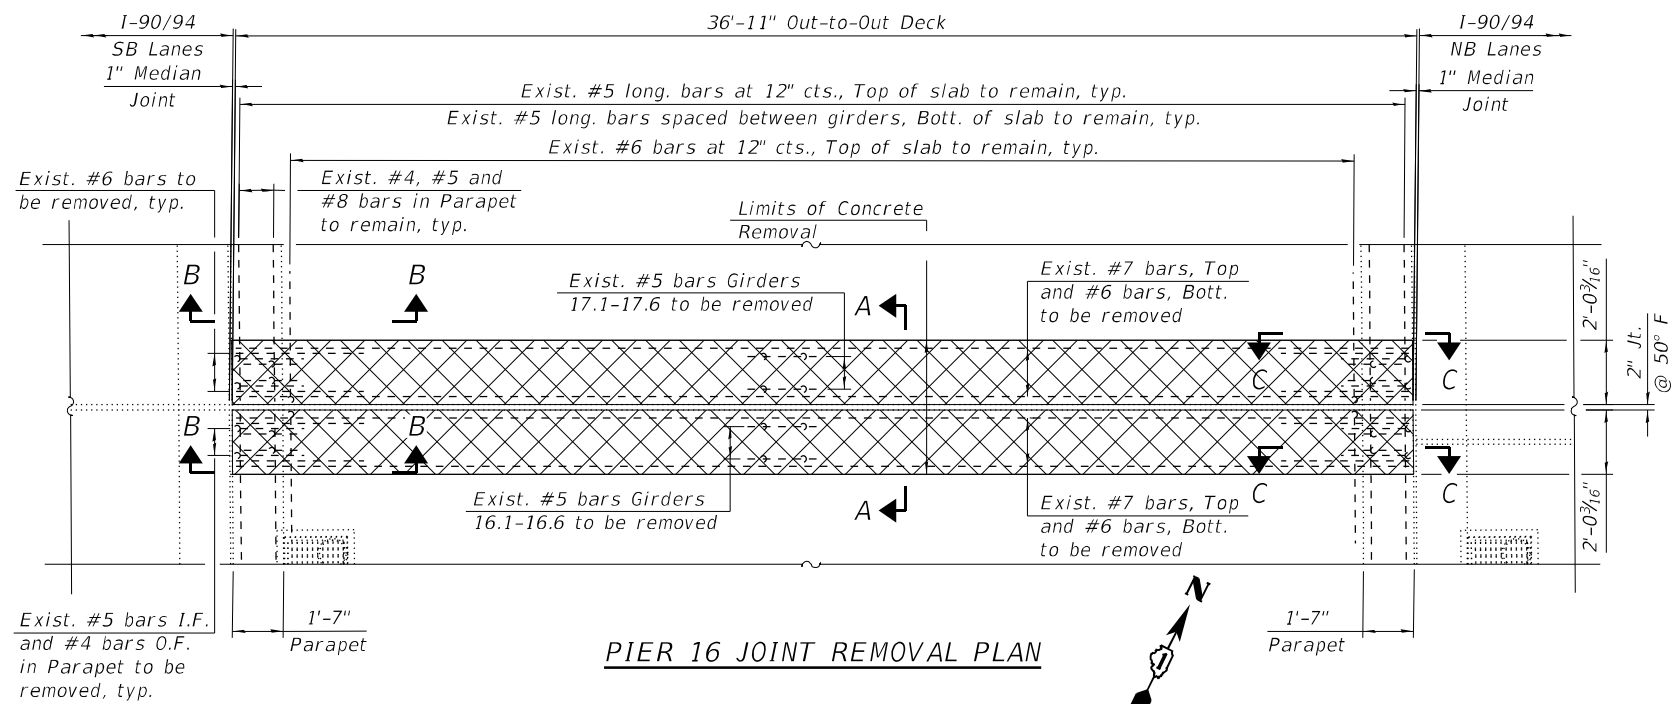 I-90/94
SB Lanes
36'-11" Out-to-Out Deck
I-90/94
NB Lanes
1" Median
Joint
1" Median
Joint
Exist. #5 long. bars at 12" cts., Top of slab to remain, typ.
Exist. #5 long. bars spaced between girders, Bott. of slab to remain, typ.
Exist. #6 bars at 12" cts., Top of slab to remain, typ.
Exist. #6 bars to
be removed, typ.
Exist. #4, #5 and
#8 bars in Parapet
to remain, typ.
Limits of Concrete
Removal
B
B
Exist. #5 bars Girders
17.1-17.6 to be removed
A
Exist. #7 bars, Top
and #6 bars, Bott.
to be removed
2'-0 3/16"
2" Jt.
@ 50° F
C
C
B
B
C
C
Exist. #5 bars Girders
16.1-16.6 to be removed
A
Exist. #7 bars, Top
and #6 bars, Bott.
to be removed
2'-0 3/16"
Exist. #5 bars I.F.
and #4 bars O.F.
in Parapet to be
removed, typ.
1'-7"
Parapet
PIER 16 JOINT REMOVAL PLAN
N
1'-7"
Parapet